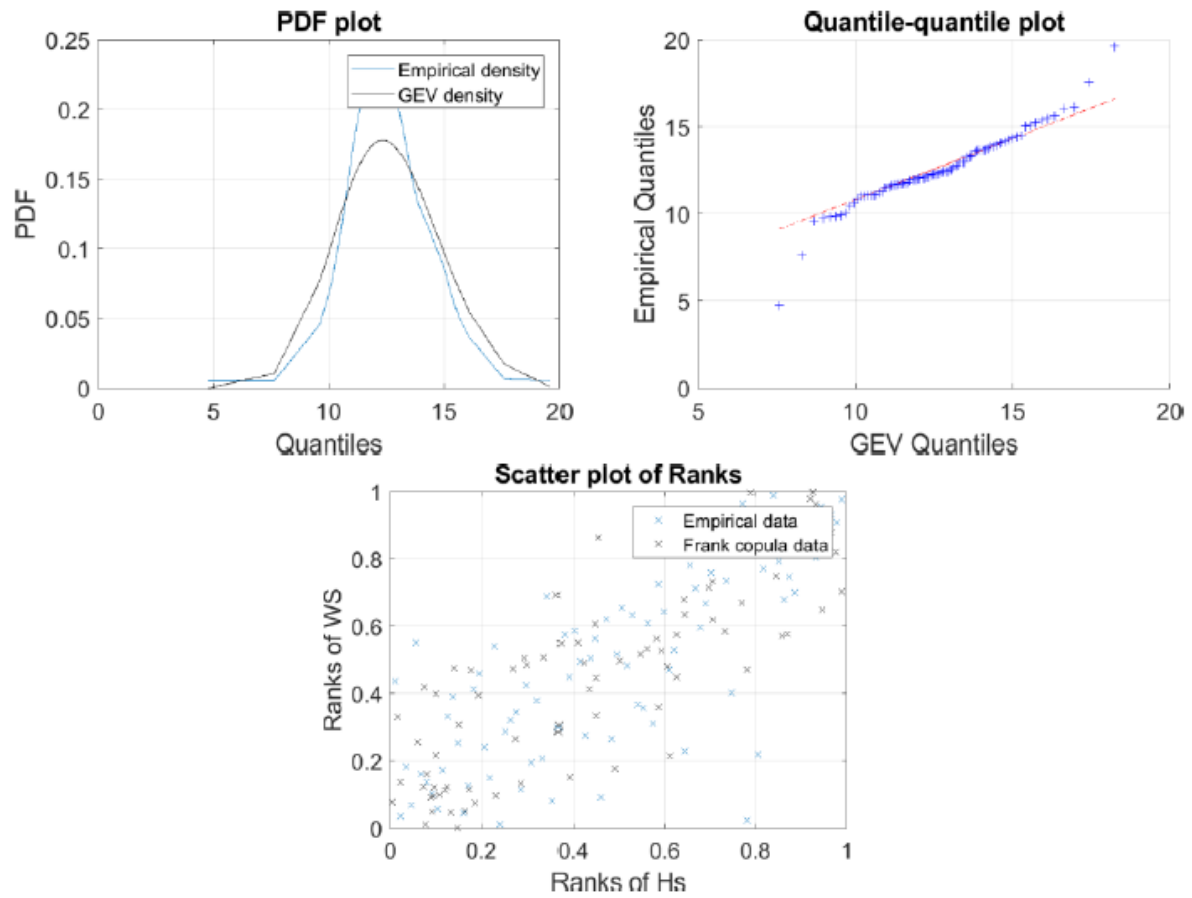 PDF plot
0.25
0.2
0.15
0.1
0.05
0
PDF
Empirical density
GEV density
0 5 10 15 20
Quantiles
Quantile-quantile plot
20
15
10
5
0
Empirical Quantiles
5 10 15 20
GEV Quantiles
Scatter plot of Ranks
1
0.8
0.6
0.4
0.2
0
Ranks of WS
Empirical data
Frank copula data
0 0.2 0.4 0.6 0.8 1
Ranks of Hs